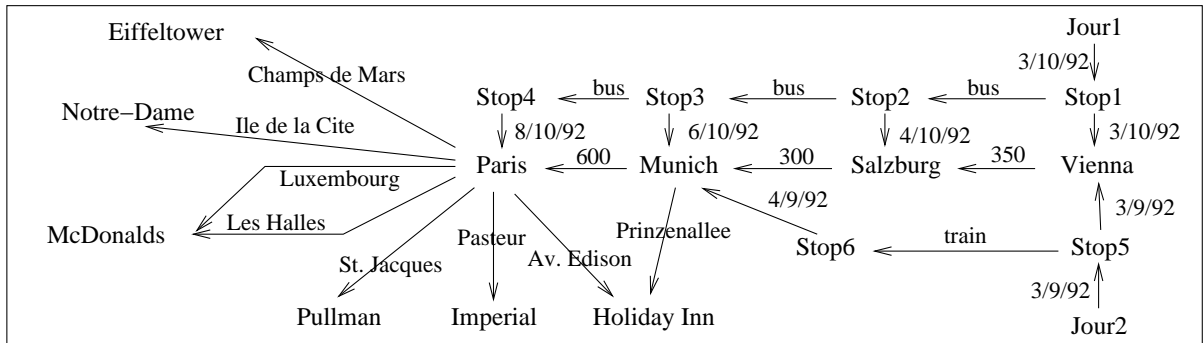 Jour1
Eiffeltower
3/10/92
Champs de Mars
Stop4
bus
Stop3
bus
Stop2
bus
Stop1
Notre-Dame
Ile de la Cite
8/10/92
6/10/92
4/10/92
3/10/92
Paris
600
Munich
300
Salzburg
350
Vienna
Luxembourg
4/9/92
3/9/92
Les Halles
McDonalds
Pasteur
Prinzenallee
Stop6
train
Stop5
St. Jacques
Av. Edison
3/9/92
Pullman
Imperial
Holiday Inn
Jour2